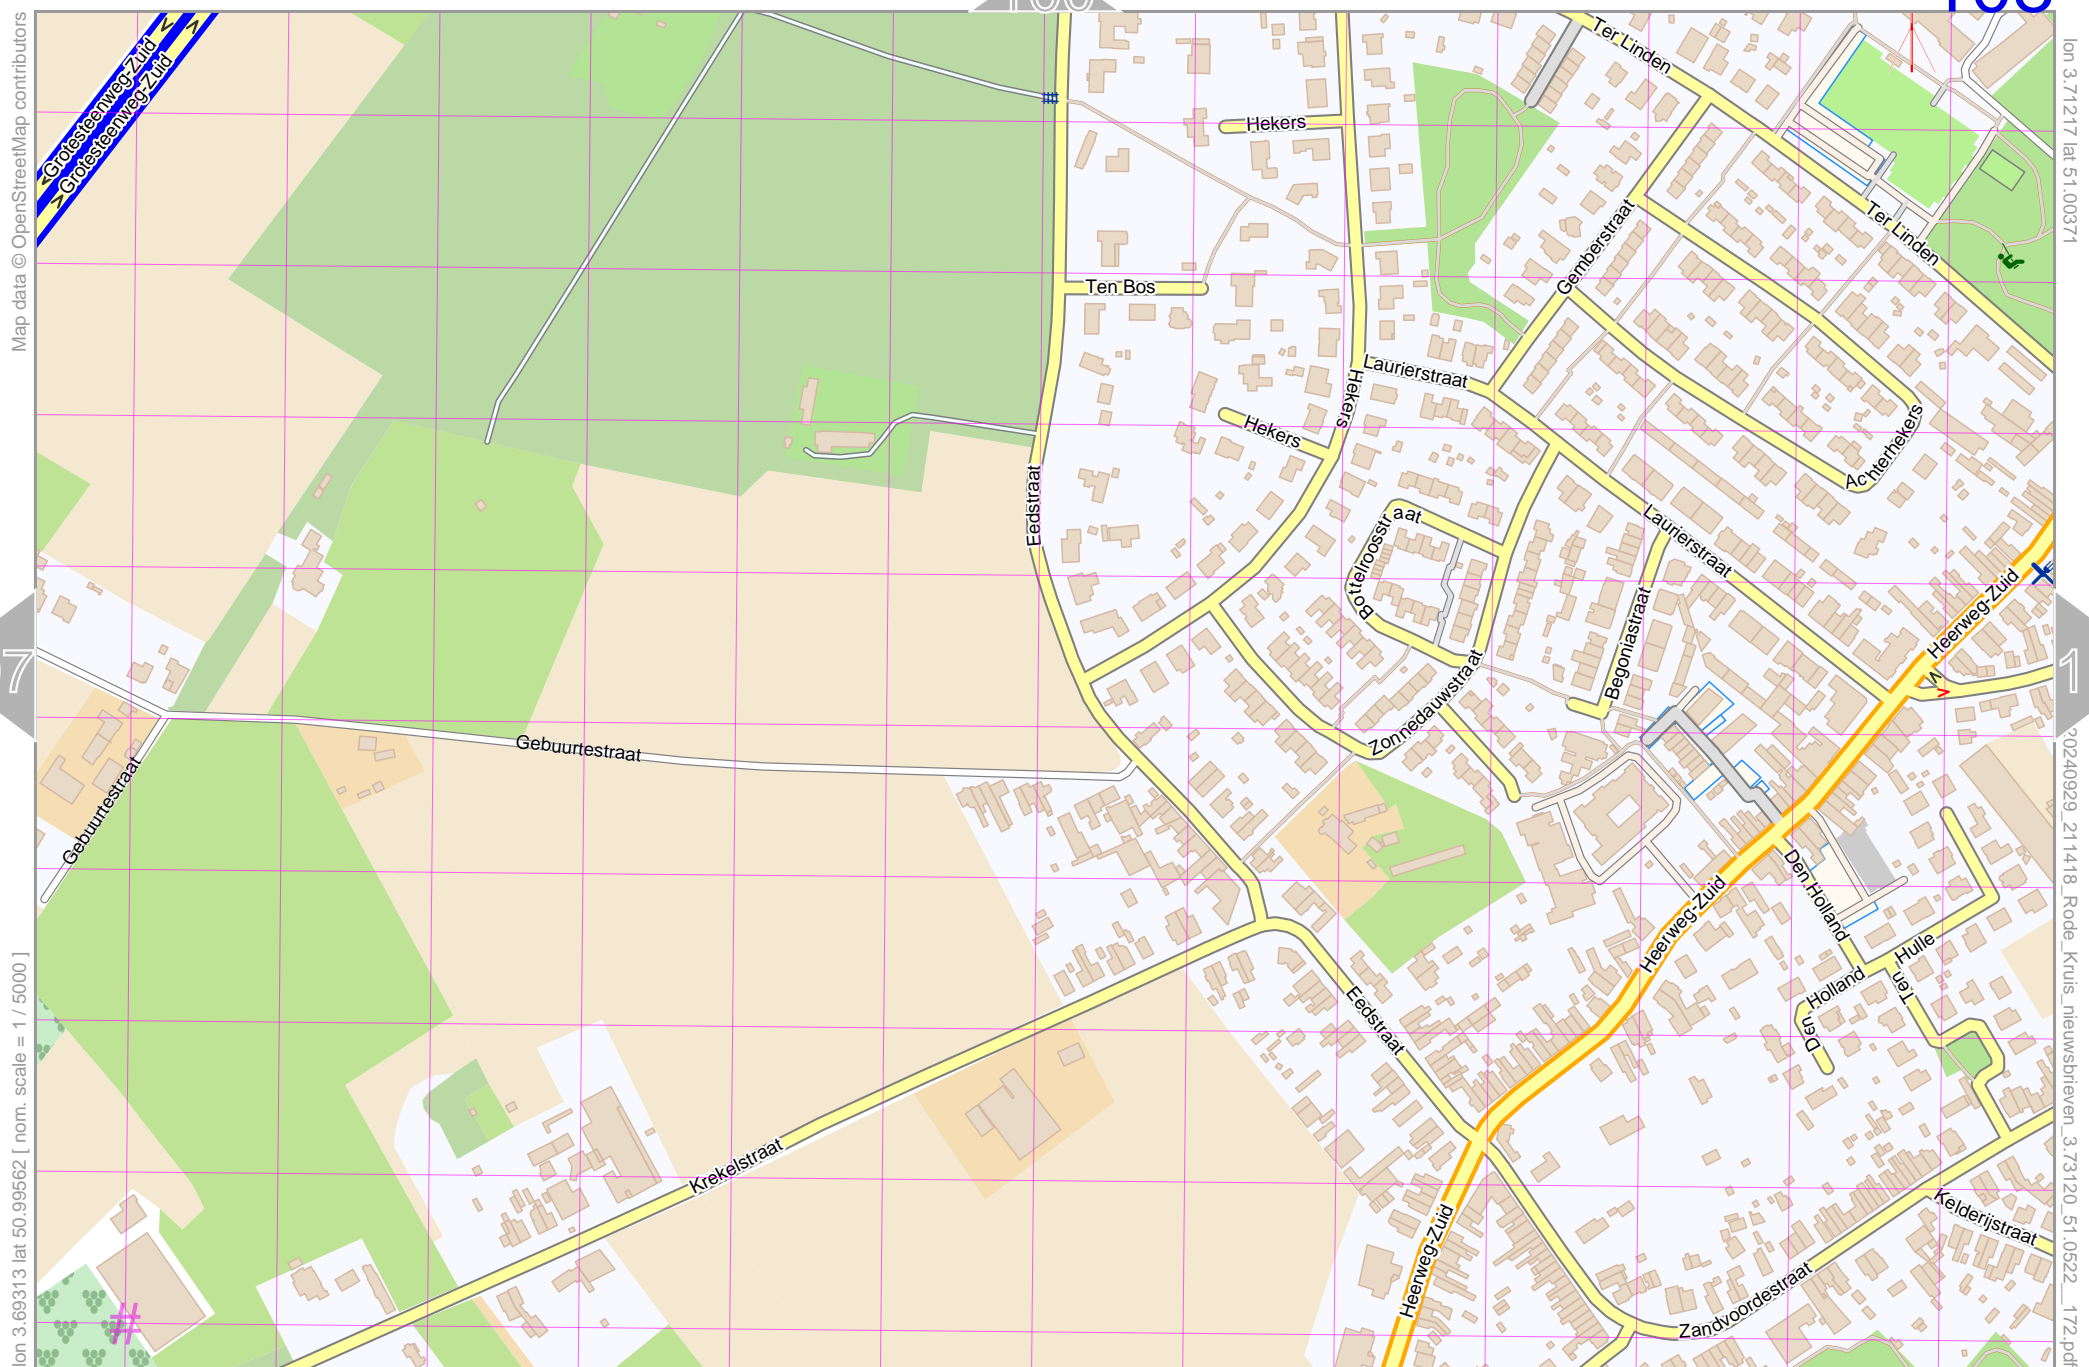 Map data © OpenStreetMap contributors
lon 3.69313 lat 50.99562 [ nom. scale = 1 / 5000 ]
lon 3.71217 lat 51.00371
20240929_211418_Rode_Kruis_nieuwsbrieven_3.73120_51.0522__172.pdf
Grotesteenweg-Zuid
Grotesteenweg-Zuid
Ter Linden
Hekers
Ter Linden
Gemberstraat
Ten Bos
Laurierstraat
Hekers
Hekers
Achterhekers
Eedstraat
Bottelroosstraat
Laurierstraat
Heerweg-Zuid
Begoniastraat
Zonnedauwstraat
Gebuurtestraat
Gebuurtestraat
Heerweg-Zuid
Den Holland
Hulle
Ten
Holland
Den
Eedstraat
Krekelstraat
Kelderijstraat
Heerweg-Zuid
Zandvoordestraat
#